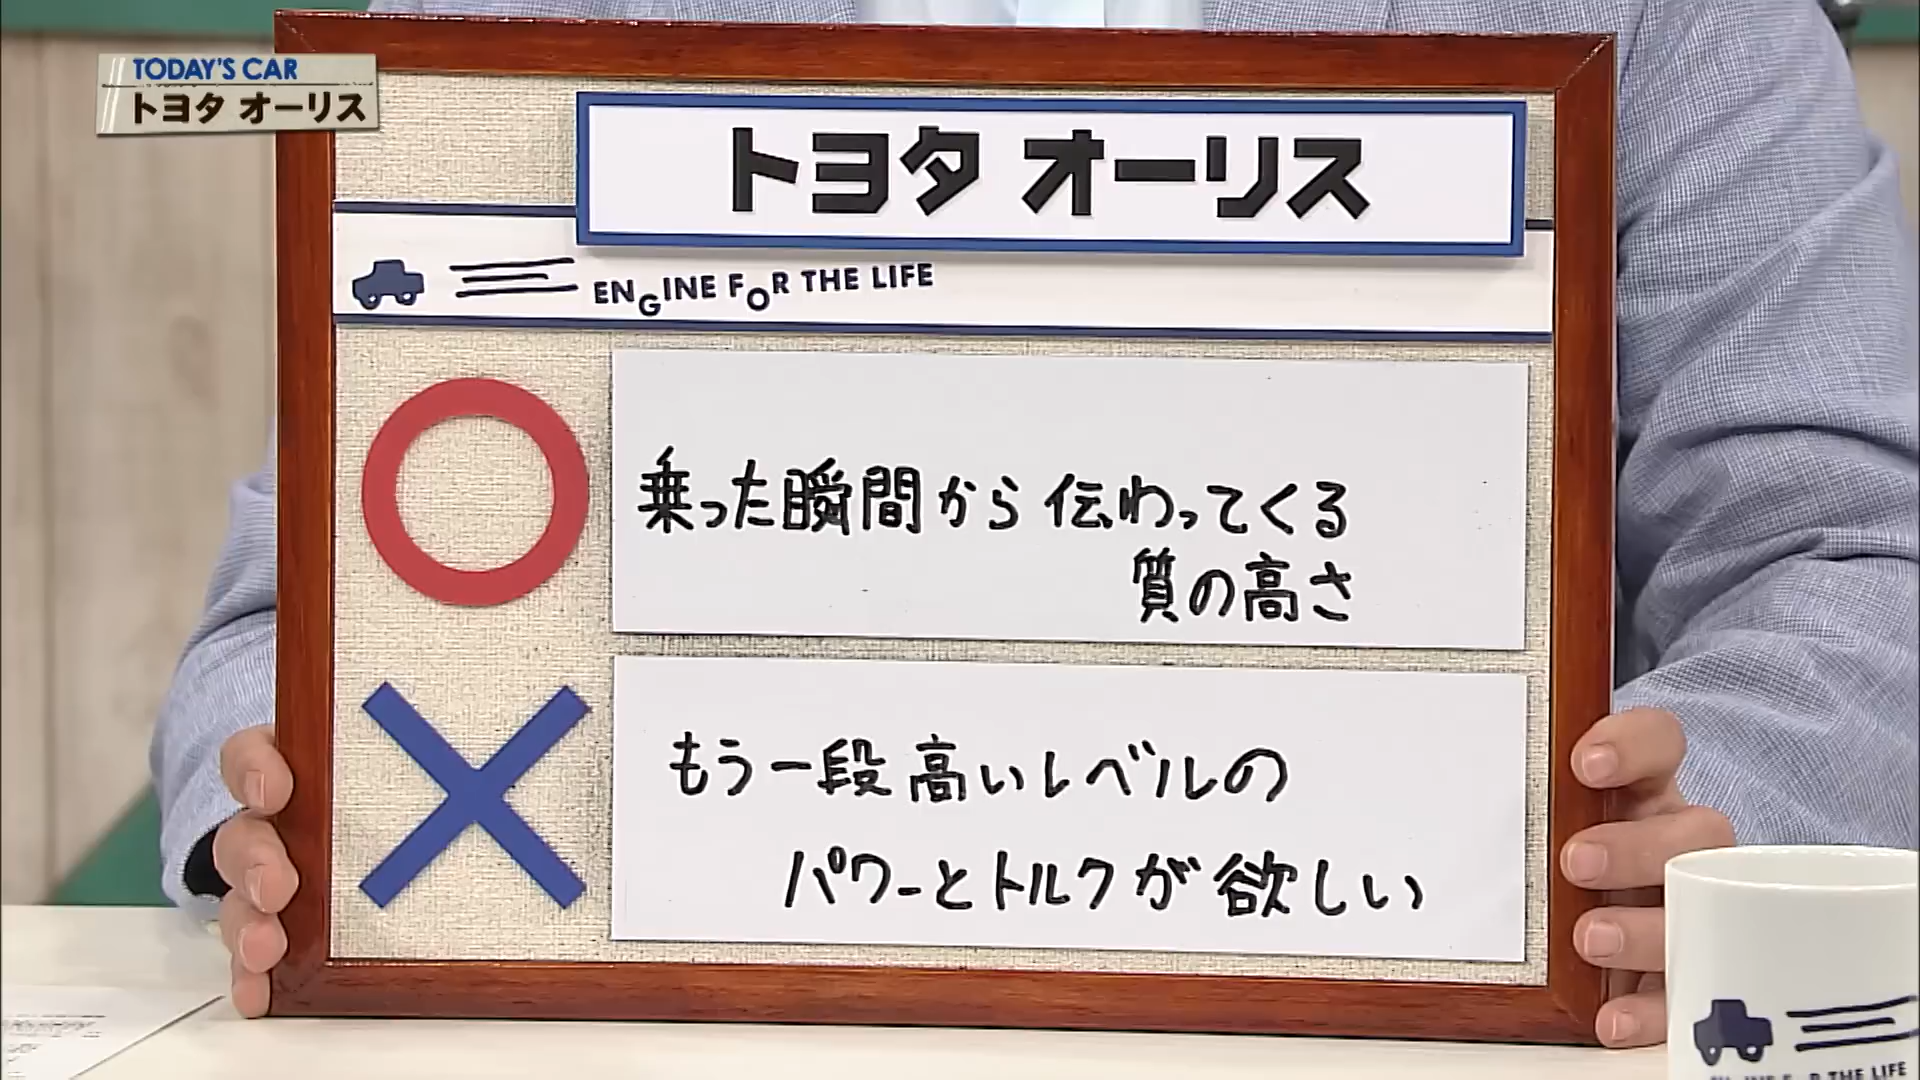 TODAY'S CAR
トヨタ オーリス
トヨタ オーリス
ENGINE FOR THE LIFE
乗った瞬間から伝わってくる
質の高さ
もう一段高いレベルの
パワーとトルクが欲しい
THE LIFE